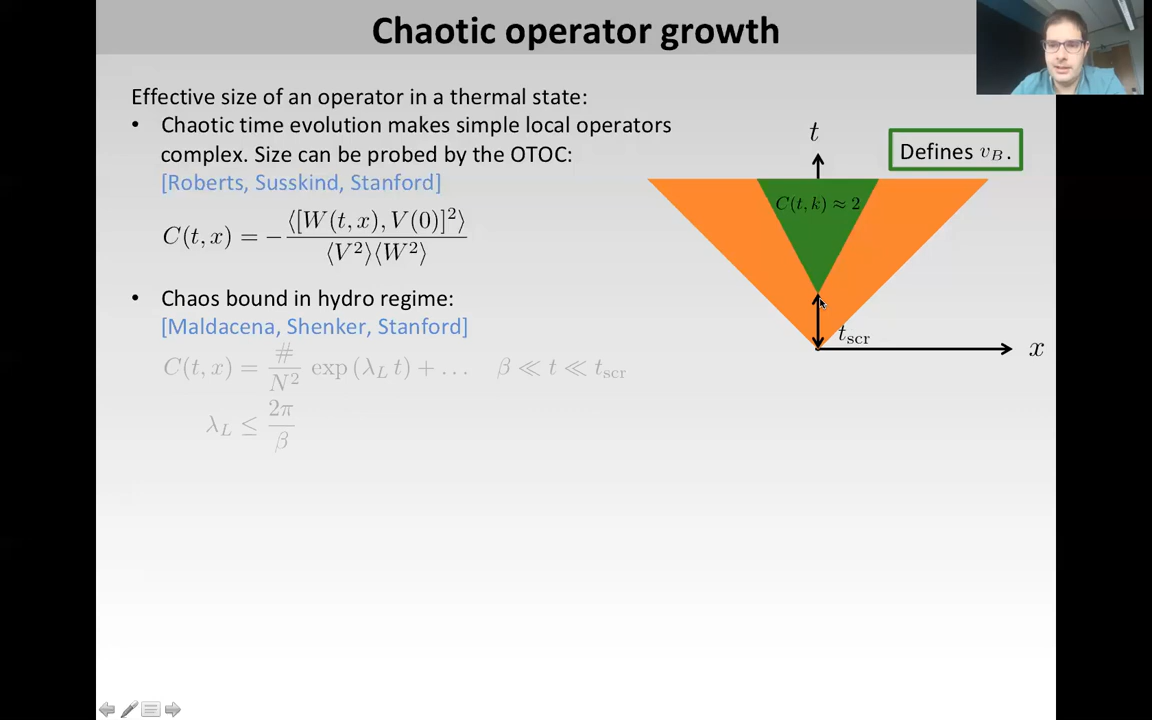 Chaotic operator growth
Effective size of an operator in a thermal state:
• Chaotic time evolution makes simple local operators
complex. Size can be probed by the OTOC:
[Roberts, Susskind, Stanford]
C(t, x) = − ⟨[W(t, x), V(0)]²⟩ / ⟨V²⟩⟨W²⟩
• Chaos bound in hydro regime:
[Maldacena, Shenker, Stanford]
C(t, x) = # / N² exp (λ_L t) + … β ≪ t ≪ t_scr
λ_L ≤ 2π / β
t
Defines v_B.
C(t, k) ≈ 2
t_scr
x